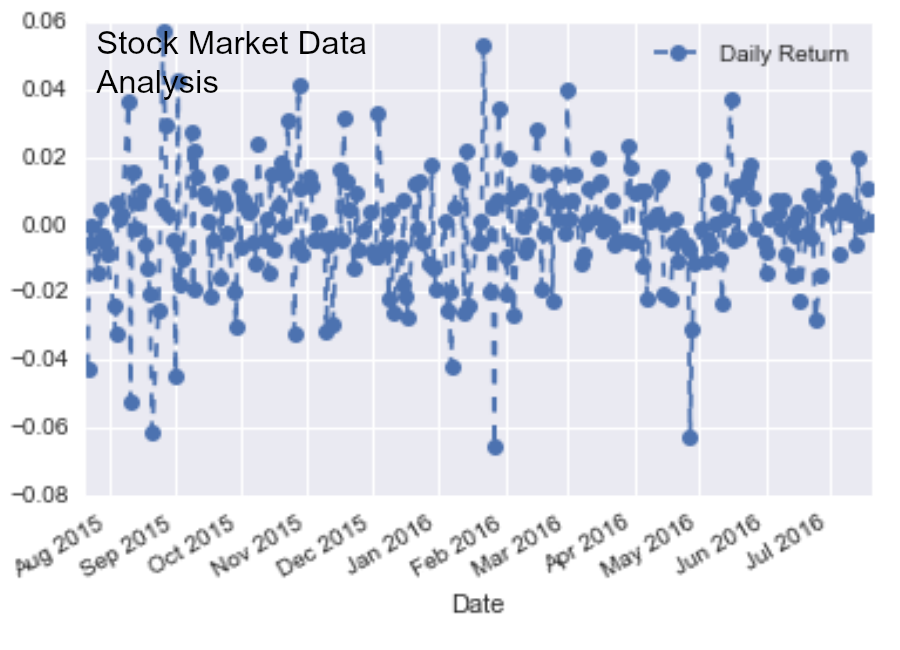 0.06
Stock Market Data
Analysis
Daily Return
0.04
0.02
0.00
−0.02
−0.04
−0.06
−0.08
Aug 2015
Sep 2015
Oct 2015
Nov 2015
Dec 2015
Jan 2016
Feb 2016
Mar 2016
Apr 2016
May 2016
Jun 2016
Jul 2016
Date